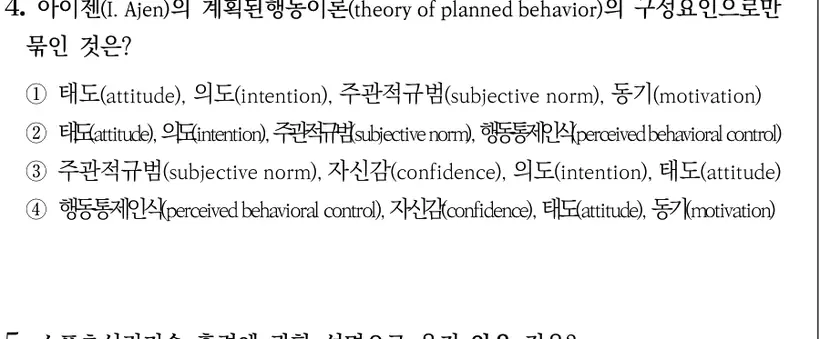 4. 아이젠(I. Ajen)의 계획된행동이론(theory of planned behavior)의 구성요인으로만
묶인 것은?
① 태도(attitude), 의도(intention), 주관적규범(subjective norm), 동기(motivation)
② 태도(attitude), 의도(intention), 주관적규범(subjective norm), 행동통제인식(perceived behavioral control)
③ 주관적규범(subjective norm), 자신감(confidence), 의도(intention), 태도(attitude)
④ 행동통제인식(perceived behavioral control), 자신감(confidence), 태도(attitude), 동기(motivation)